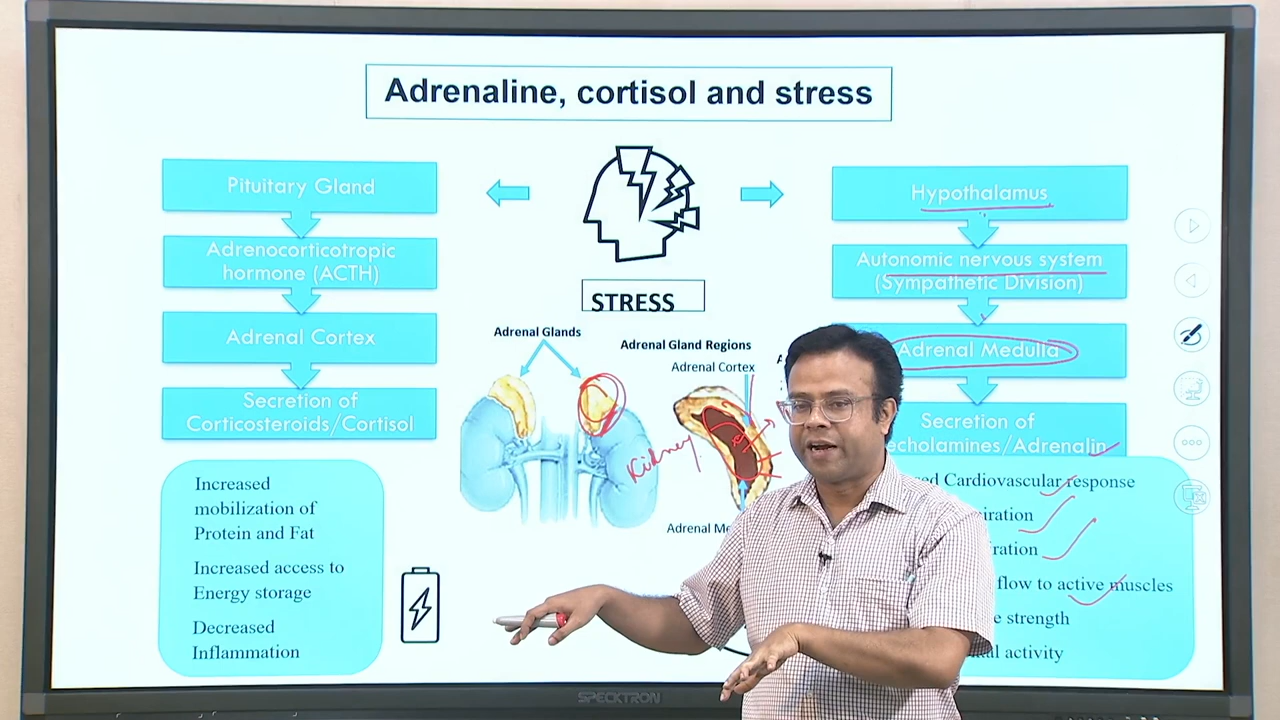 Adrenaline, cortisol and stress
Pituitary Gland
Adrenocorticotropic
hormone (ACTH)
Adrenal Cortex
Secretion of
Corticosteroids/Cortisol
Increased
mobilization of
Protein and Fat
Increased access to
Energy storage
Decreased
Inflammation
STRESS
Adrenal Glands
Adrenal Gland Regions
Adrenal Cortex
Kidney
Adrenal
Hypothalamus
Autonomic nervous system
(Sympathetic Division)
Adrenal Medulla
Secretion of
Cardiovascular response
flow to active muscles
strength
activity
SPECKTRON